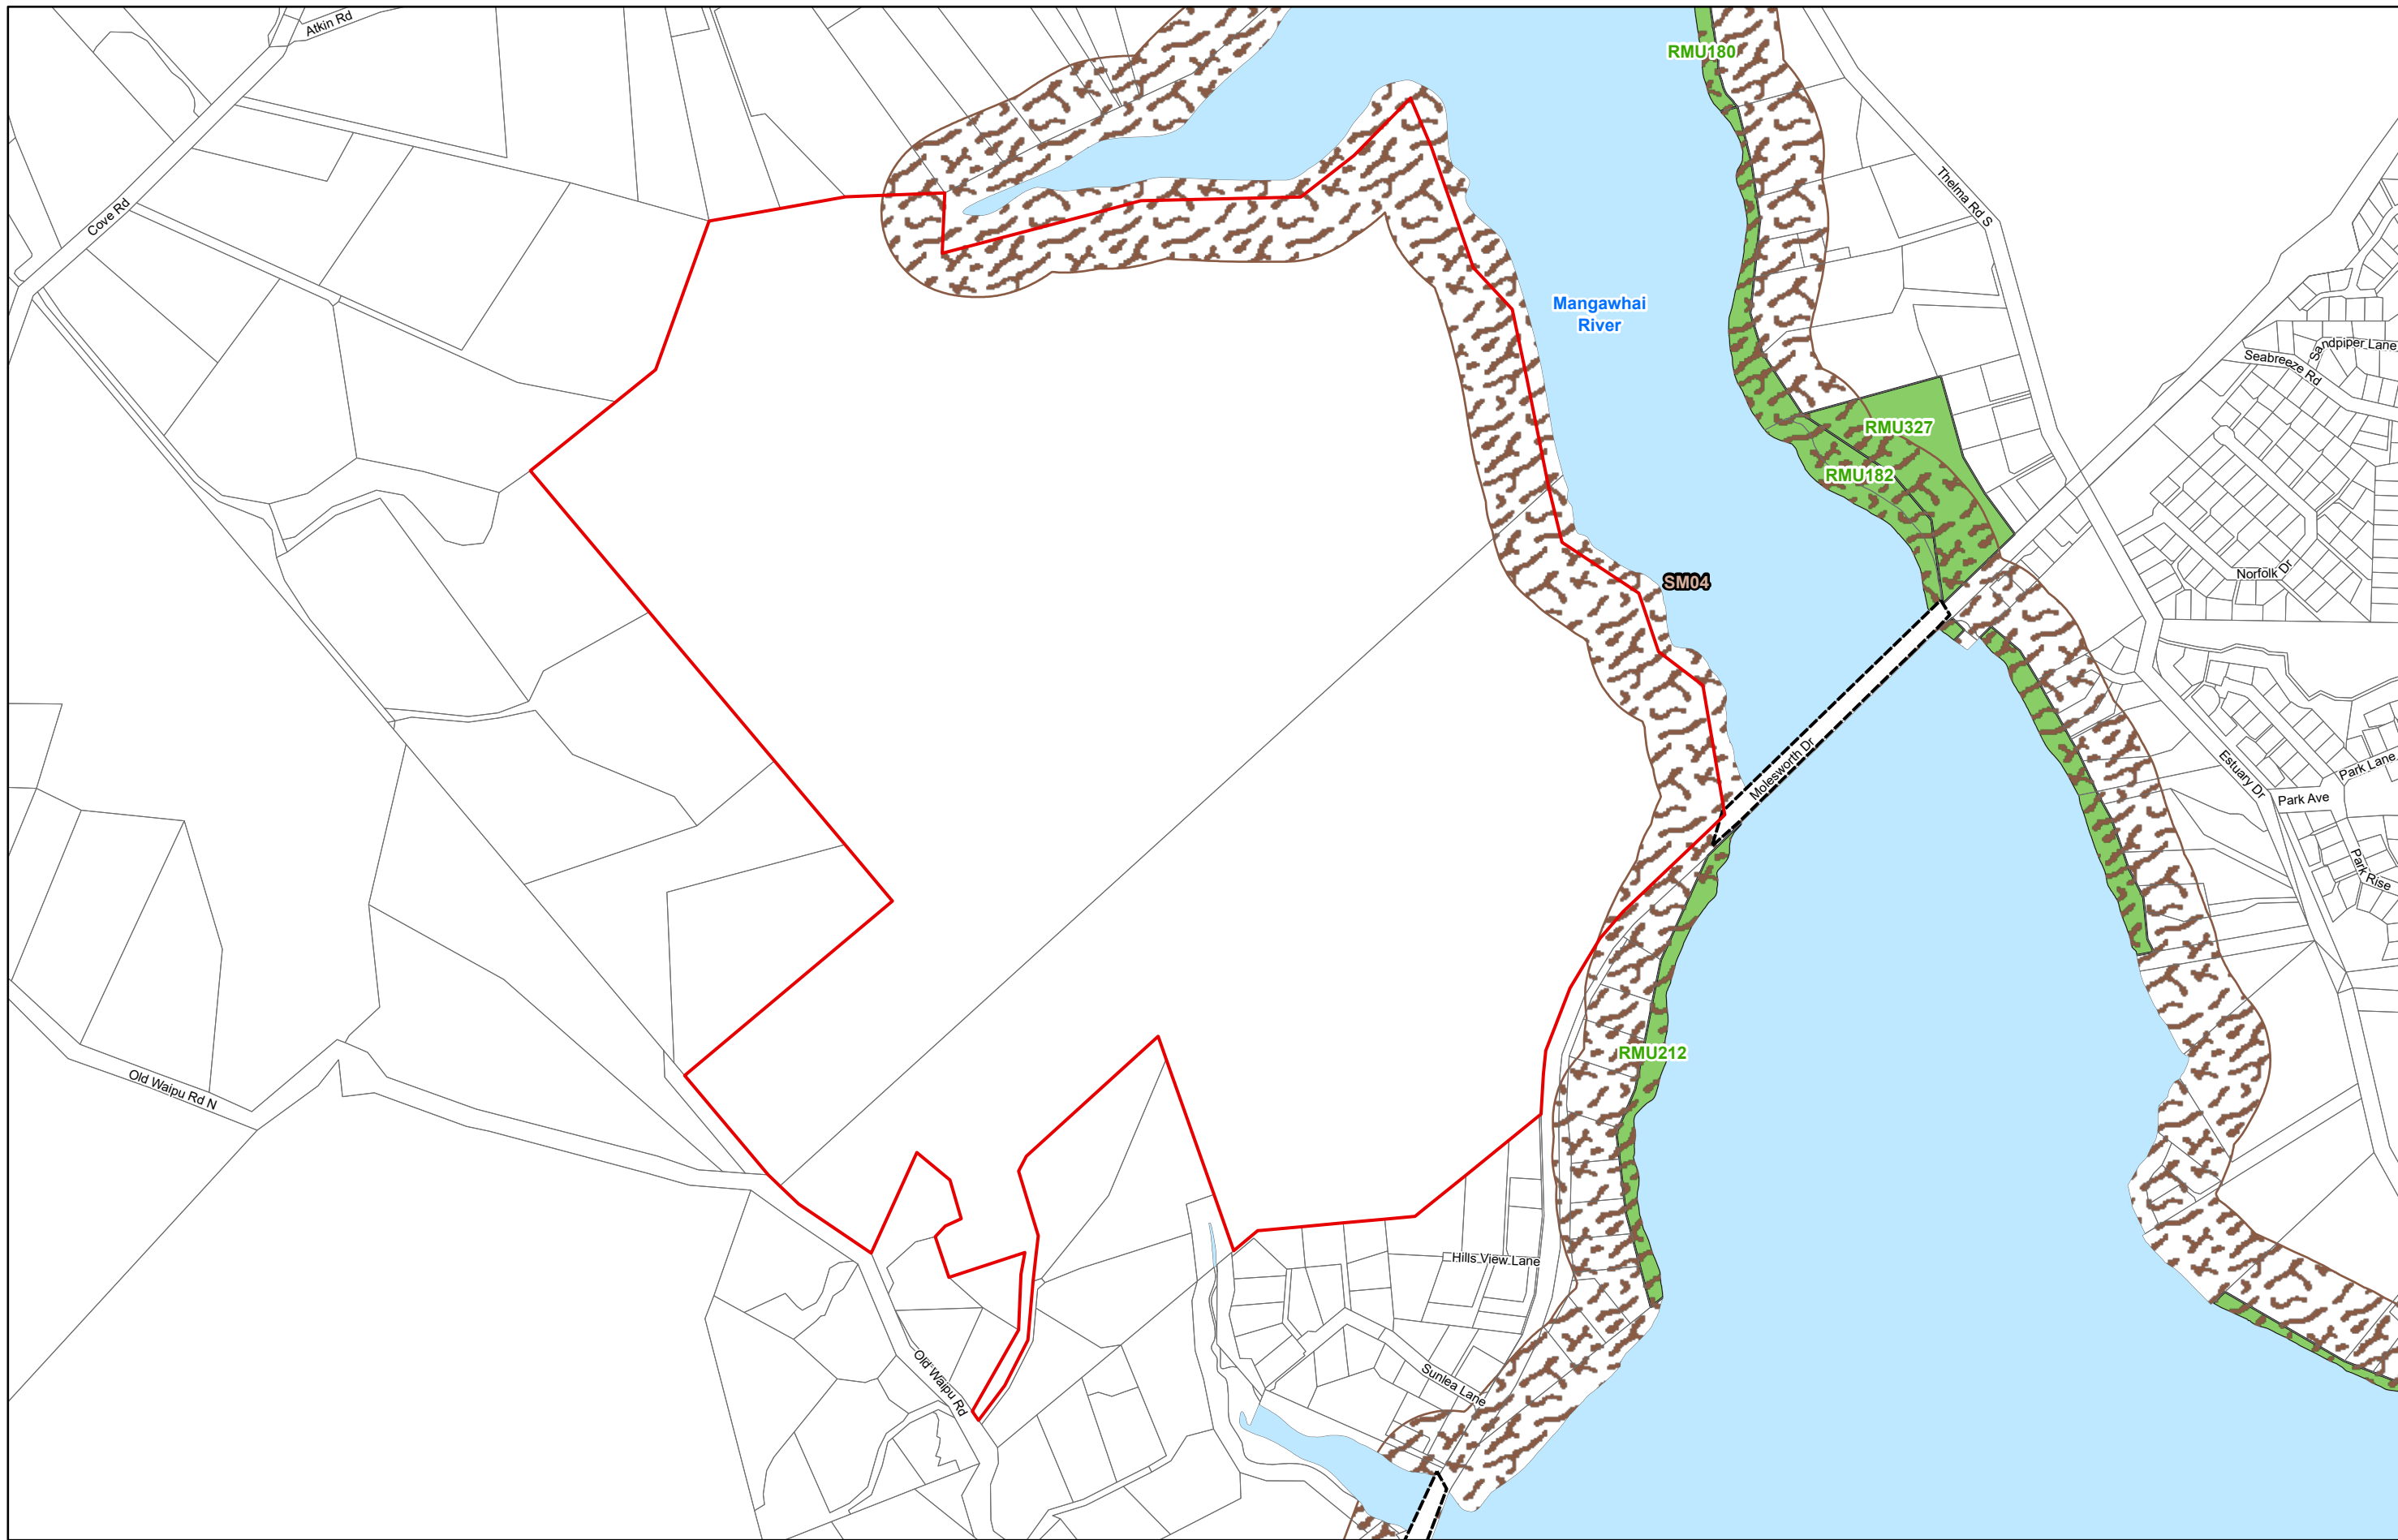 Atkin Rd
RMU180
Thelma Rd S
Cove Rd
Mangawhai
River
Sandpiper Lane
Seabreeze Rd
RMU327
RMU182
Norfolk Dr
SM04
Molesworth Dr
Estuary Dr
Park Lane
Park Ave
Park Rise
Old Waipu Rd N
RMU212
Hills View Lane
Old Waipu Rd
Sunlea Lane